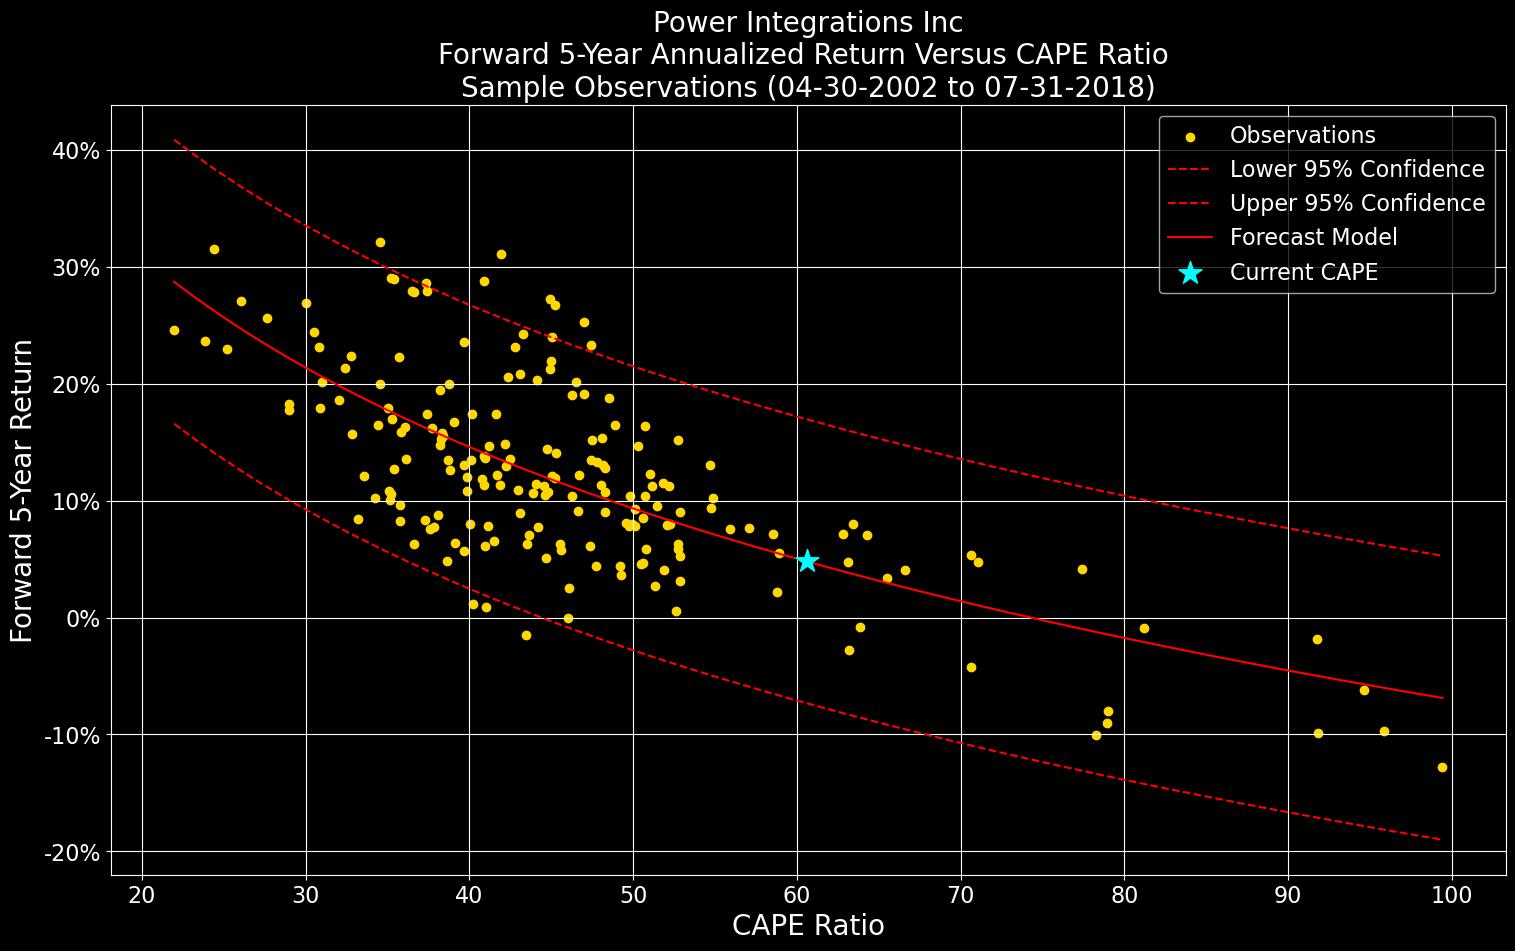 Power Integrations Inc
Forward 5-Year Annualized Return Versus CAPE Ratio
Sample Observations (04-30-2002 to 07-31-2018)
Observations
Lower 95% Confidence
Upper 95% Confidence
Forecast Model
Current CAPE
Forward 5-Year Return
40%
30%
20%
10%
0%
-10%
-20%
20 30 40 50 60 70 80 90 100
CAPE Ratio